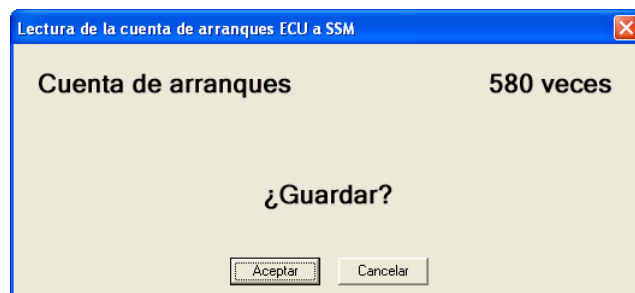 Lectura de la cuenta de arranques ECU a SSM
Cuenta de arranques 580 veces
¿Guardar?
Aceptar Cancelar